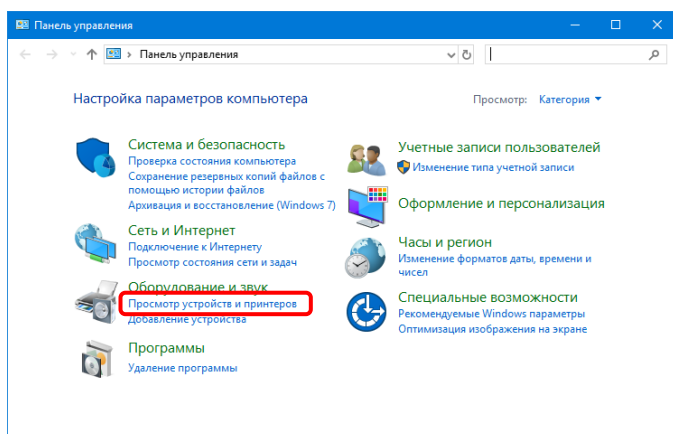 Панель управления
Панель управления
Настройка параметров компьютера
Просмотр: Категория
Система и безопасность
Проверка состояния компьютера
Сохранение резервных копий файлов с
помощью истории файлов
Архивация и восстановление (Windows 7)
Сеть и Интернет
Подключение к Интернету
Просмотр состояния сети и задач
Оборудование и звук
Просмотр устройств и принтеров
Добавление устройства
Программы
Удаление программы
Учетные записи пользователей
Изменение типа учетной записи
Оформление и персонализация
Часы и регион
Изменение форматов даты, времени и
чисел
Специальные возможности
Рекомендуемые Windows параметры
Оптимизация изображения на экране